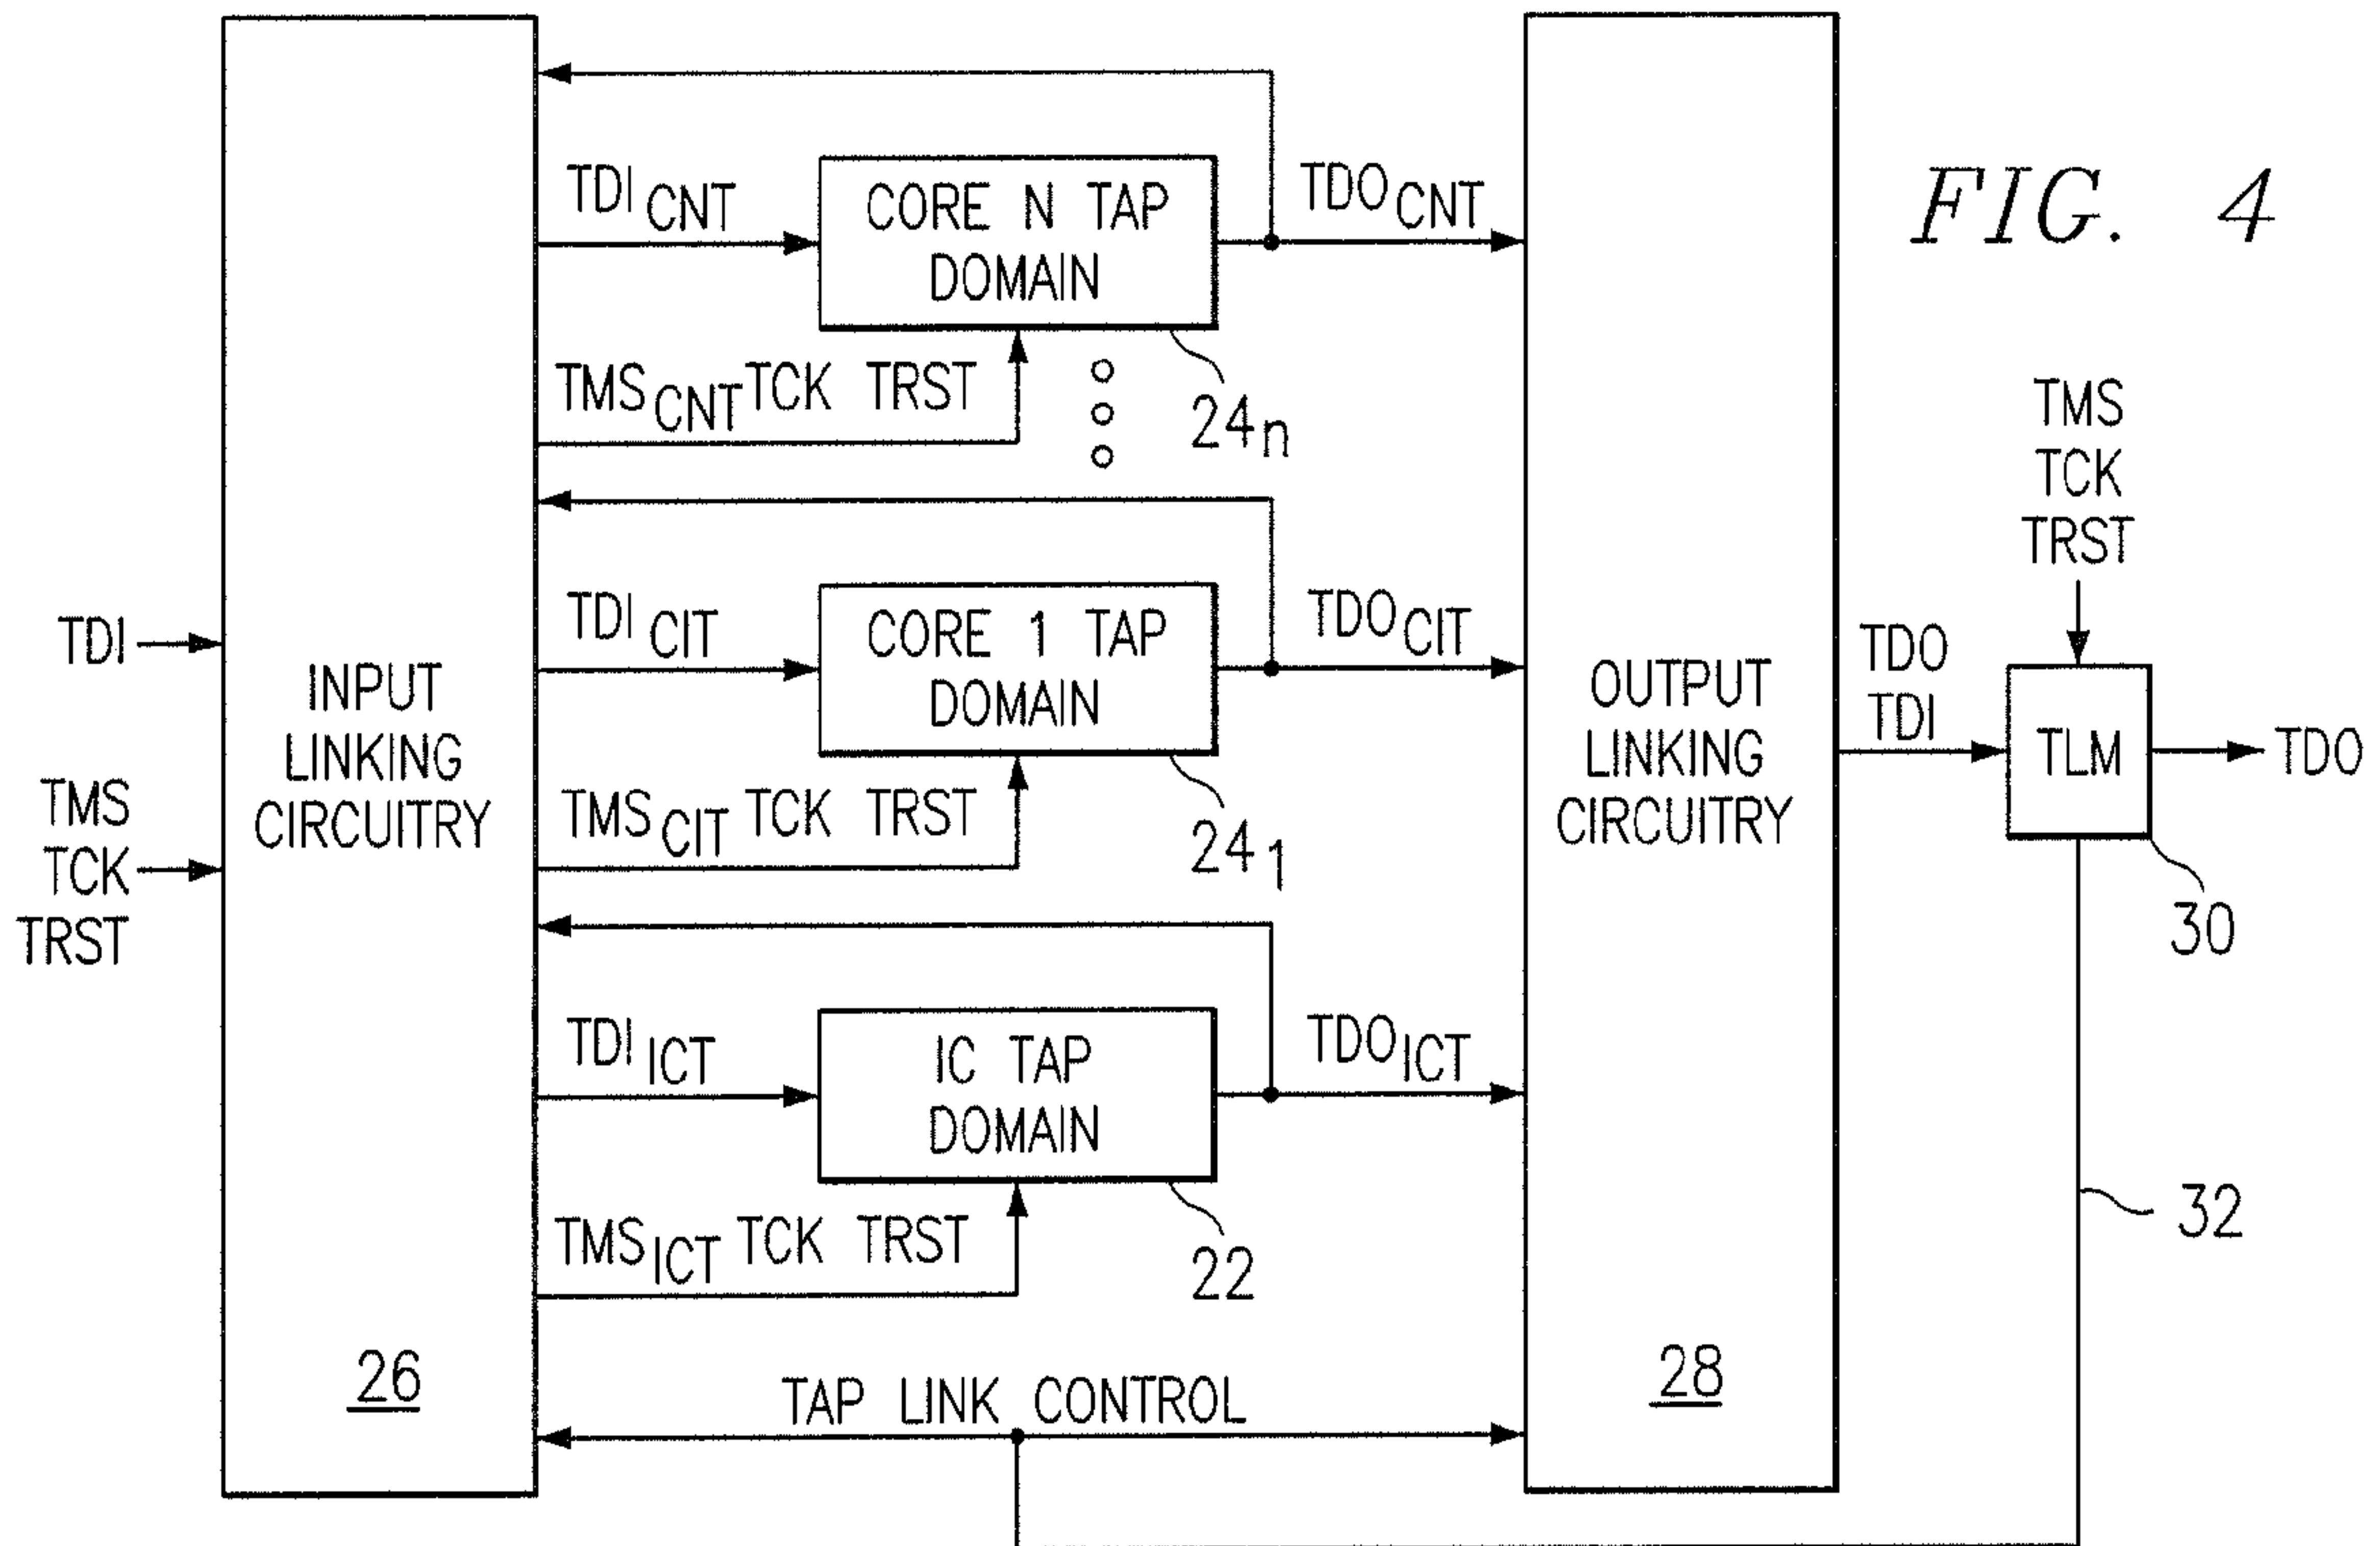 FIG. 4
TDI CNT
CORE N TAP
DOMAIN
TDO CNT
TMS CNT TCK TRST
24n
TDI
TMS
TCK
TRST
INPUT
LINKING
CIRCUITRY
26
TDI CIT
CORE 1 TAP
DOMAIN
TDO CIT
TMS CIT TCK TRST
241
TDI ICT
IC TAP
DOMAIN
TDO ICT
TMS ICT TCK TRST
22
TAP LINK CONTROL
OUTPUT
LINKING
CIRCUITRY
28
TMS
TCK
TRST
TDO
TDI
TLM
TDO
30
32